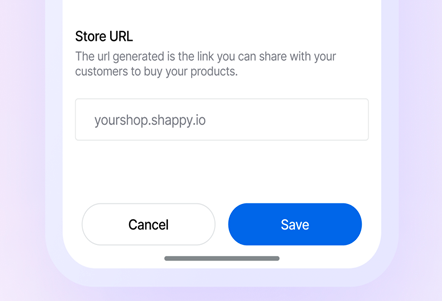 Store URL
The url generated is the link you can share with your
customers to buy your products.
yourshop.shappy.io
Cancel
Save